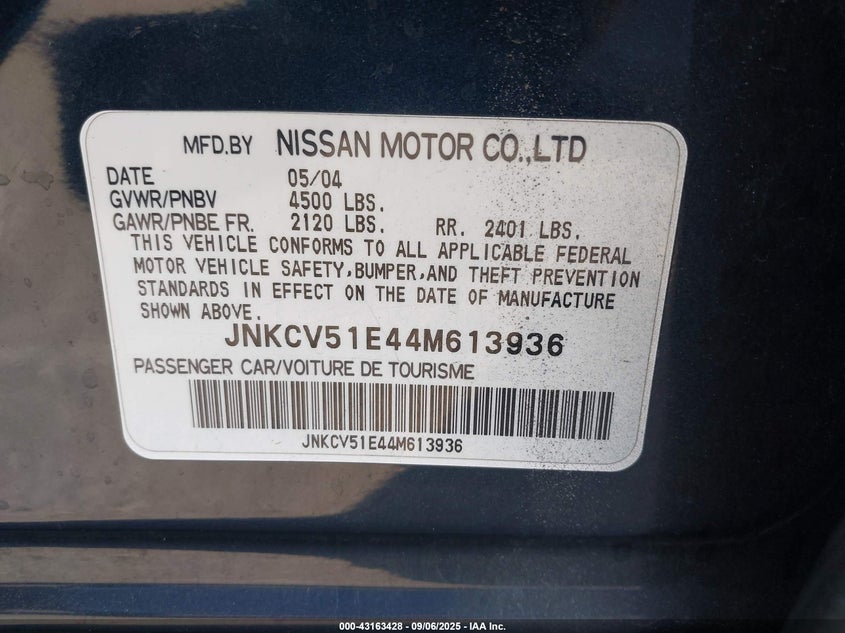 MFD.BY NISSAN MOTOR CO.,LTD
DATE 05/04
GVWR/PNBV 4500 LBS.
GAWR/PNBE FR. 2120 LBS. RR. 2401 LBS.
THIS VEHICLE CONFORMS TO ALL APPLICABLE FEDERAL
MOTOR VEHICLE SAFETY,BUMPER,AND THEFT PREVENTION
STANDARDS IN EFFECT ON THE DATE OF MANUFACTURE
SHOWN ABOVE.
JNKCV51E44M613936
PASSENGER CAR/VOITURE DE TOURISME
JNKCV51E44M613936
000-43163428 - 09/06/2025 - IAA Inc.